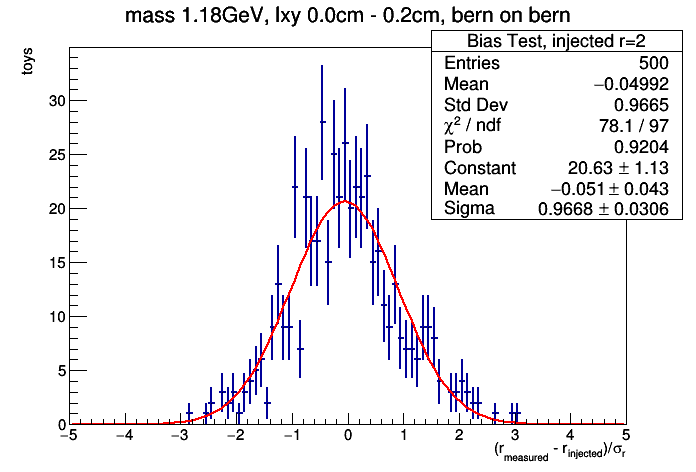 mass 1.18GeV, lxy 0.0cm - 0.2cm, bern on bern
Bias Test, injected r=2
Entries 500
Mean −0.04992
Std Dev 0.9665
χ² / ndf 78.1 / 97
Prob 0.9204
Constant 20.63 ± 1.13
Mean −0.051 ± 0.043
Sigma 0.9668 ± 0.0306
toys
30
25
20
15
10
5
0
−5 −4 −3 −2 −1 0 1 2 3 4 5
(r_measured - r_injected)/σ_r